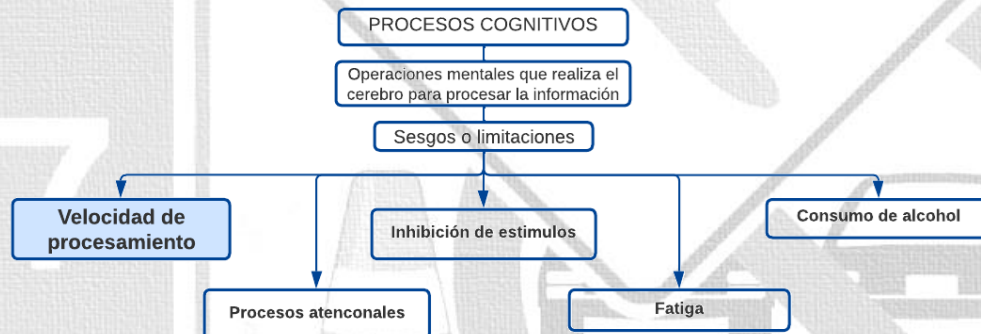 PROCESOS COGNITIVOS
Operaciones mentales que realiza el
cerebro para procesar la información
Sesgos o limitaciones
Velocidad de
procesamiento
Inhibición de estimulos
Consumo de alcohol
Procesos atenconales
Fatiga
7